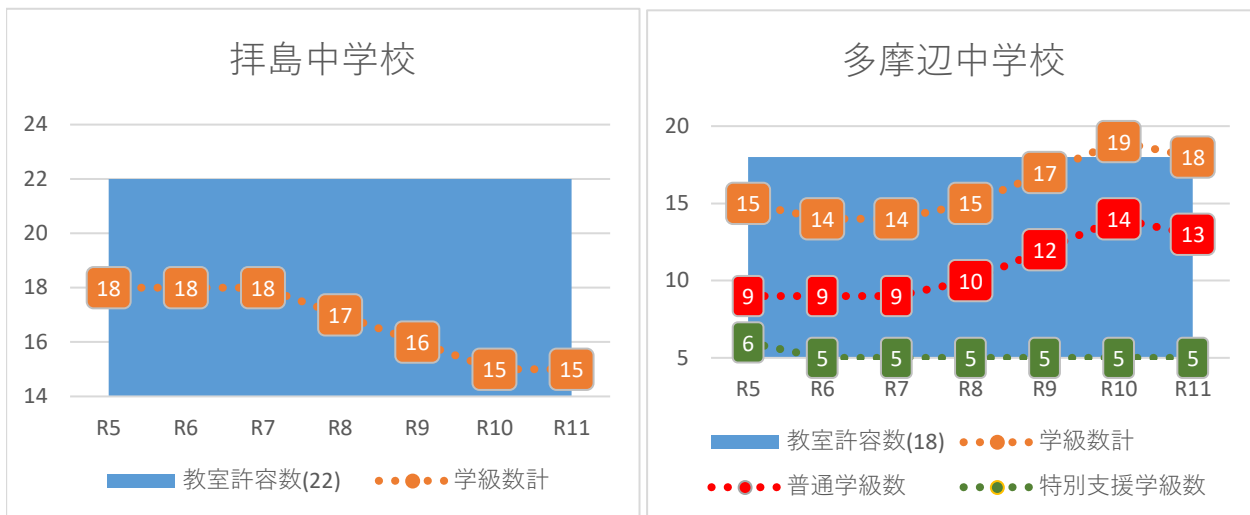 拝島中学校
24
22
20
18
16
14
18 18 18 17 16 15 15
R5 R6 R7 R8 R9 R10 R11
教室許容数(22) 学級数計
多摩辺中学校
20
15
10
5
15 14 14 15 17 19 18
9 9 9 10 12 14 13
6 5 5 5 5 5 5
R5 R6 R7 R8 R9 R10 R11
教室許容数(18) 学級数計
普通学級数 特別支援学級数